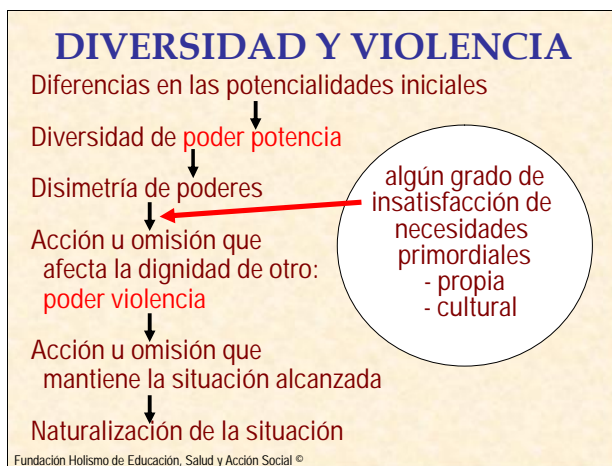 DIVERSIDAD Y VIOLENCIA
Diferencias en las potencialidades iniciales
Diversidad de poder potencia
Disimetría de poderes
Acción u omisión que
afecta la dignidad de otro:
poder violencia
Acción u omisión que
mantiene la situación alcanzada
Naturalización de la situación
algún grado de
insatisfacción de
necesidades
primordiales
- propia
- cultural
Fundación Holismo de Educación, Salud y Acción Social ©